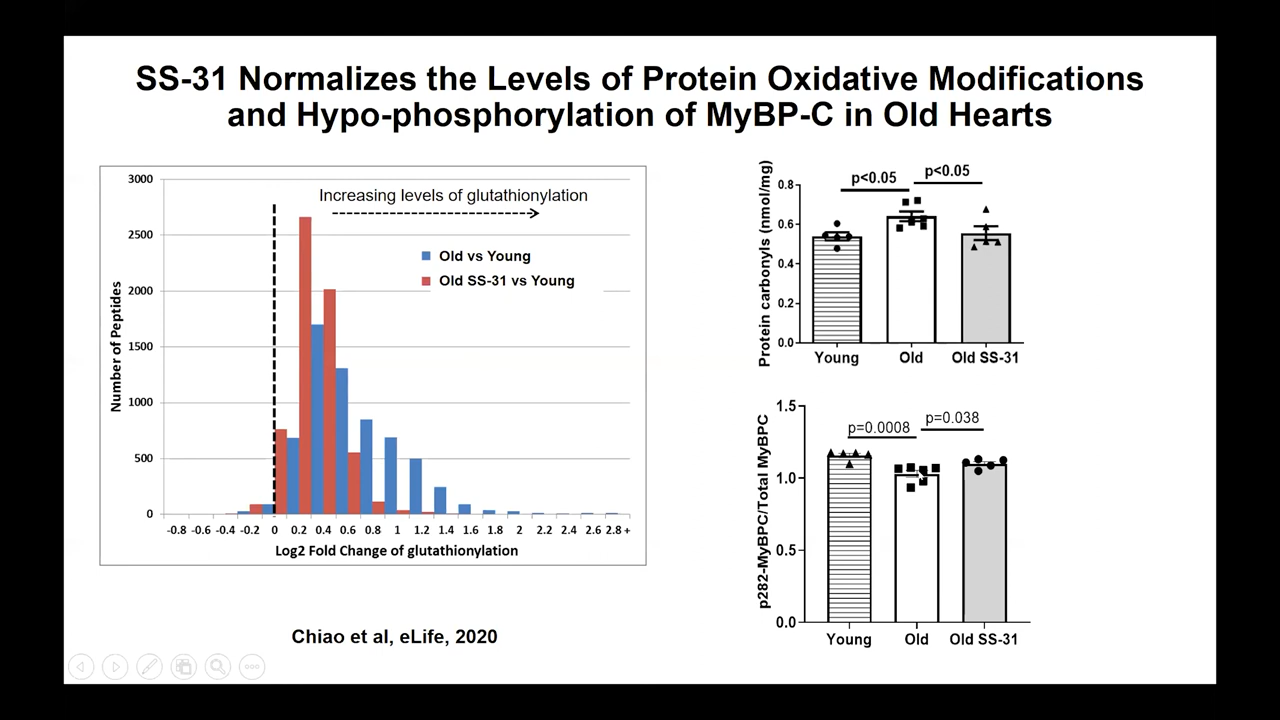 SS-31 Normalizes the Levels of Protein Oxidative Modifications
and Hypo-phosphorylation of MyBP-C in Old Hearts
3000
2500
2000
1500
1000
500
0
Number of Peptides
Increasing levels of glutathionylation
Old vs Young
Old SS-31 vs Young
-0.8 -0.6 -0.4 -0.2 0 0.2 0.4 0.6 0.8 1 1.2 1.4 1.6 1.8 2 2.2 2.4 2.6 2.8 +
Log2 Fold Change of glutathionylation
Chiao et al, eLife, 2020
Protein carbonyls (nmol/mg)
0.8
0.6
0.4
0.2
0.0
p<0.05 p<0.05
Young Old Old SS-31
p282-MyBPC/Total MyBPC
1.5
1.0
0.5
0.0
p=0.0008 p=0.038
Young Old Old SS-31